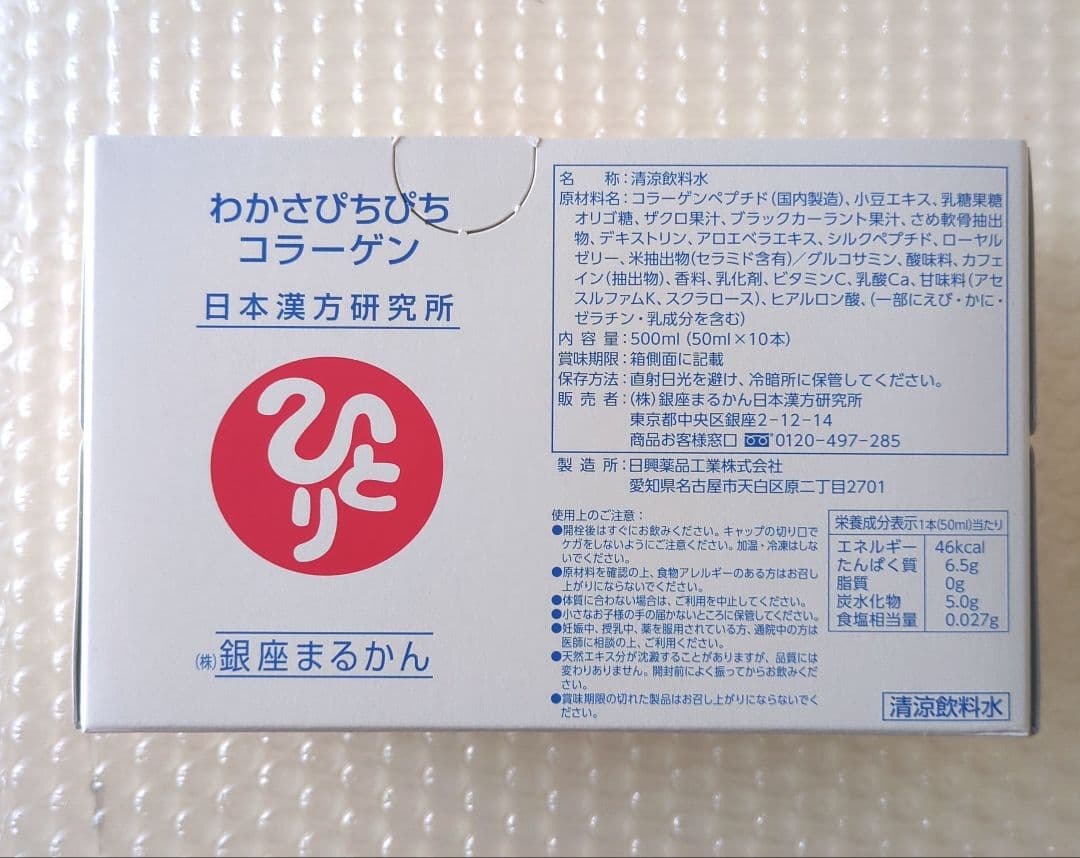 わかさぴちぴち
コラーゲン
日本漢方研究所
ひとり
㈱銀座まるかん
名　　称：清涼飲料水
原材料名：コラーゲンペプチド（国内製造）、小豆エキス、乳糖果糖
オリゴ糖、ザクロ果汁、ブラックカーラント果汁、さめ軟骨抽出
物、デキストリン、アロエベラエキス、シルクペプチド、ローヤル
ゼリー、米抽出物（セラミド含有）／グルコサミン、酸味料、カフェ
イン（抽出物）、香料、乳化剤、ビタミンC、乳酸Ca、甘味料（アセ
スルファムK、スクラロース）、ヒアルロン酸、（一部にえび・かに・
ゼラチン・乳成分を含む）
内 容 量：500ml（50ml×10本）
賞味期限：箱側面に記載
保存方法：直射日光を避け、冷暗所に保管してください。
販 売 者：（株）銀座まるかん日本漢方研究所
東京都中央区銀座2−12−14
商品お客様窓口 0120−497−285
製 造 所：日興薬品工業株式会社
愛知県名古屋市天白区原二丁目2701
使用上のご注意：
●開栓後はすぐにお飲みください。キャップの切り口で
ケガをしないようにご注意ください。加温・冷凍はしな
いでください。
●原材料を確認の上、食物アレルギーのある方はお召し
上がりにならないでください。
●体質に合わない場合は、ご利用を中止してください。
●小さなお子様の手の届かないところに保管してください。
●妊娠中、授乳中、薬を服用されている方、通院中の方は
医師に相談の上、ご利用ください。
●天然エキス分が沈澱することがありますが、品質には
変わりありません。開封前によく振ってからお飲みくだ
さい。
●賞味期限の切れた製品はお召し上がりにならないでく
ださい。
栄養成分表示1本(50ml)当たり
エネルギー 46kcal
たんぱく質 6.5g
脂質 0g
炭水化物 5.0g
食塩相当量 0.027g
清涼飲料水